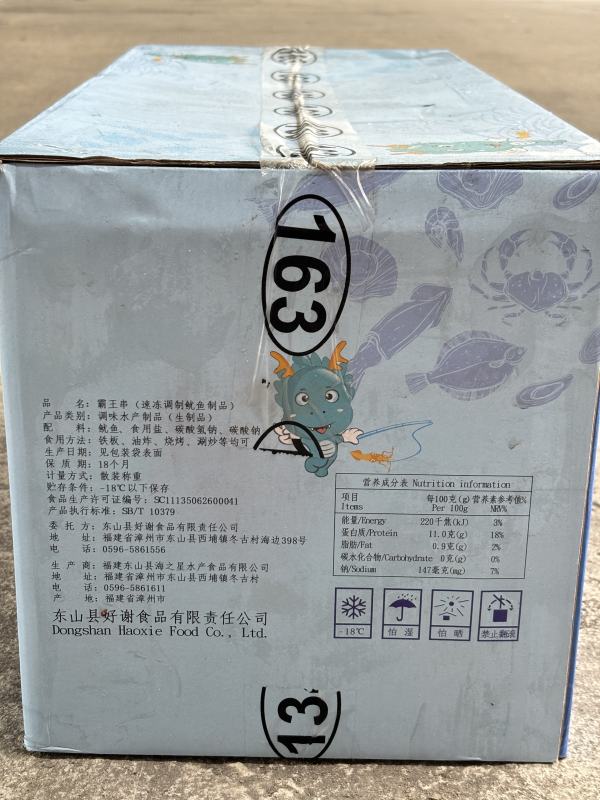 163
品 名：霸王串（速冻调制鱿鱼制品）
产品类别：调味水产制品（生制品）
配 料：鱿鱼、食用盐、碳酸氢钠、碳酸钠
食用方法：铁板、油炸、烧烤、涮炒等均可
生产日期：见包装袋表面
保 质 期：18个月
计量方式：散装称重
贮存条件：-18℃以下保存
食品生产许可证编号：SC11135062600041
产品执行标准：SB/T 10379
委 托 方：东山县好谢食品有限责任公司
地 址：福建省漳州市东山县西埔镇冬古村海边398号
电 话：0596-5861556
生 产 商：福建东山县海之星水产食品有限公司
地 址：福建省漳州市东山县西埔镇冬古村
电 话：0596-5861611
产 地：福建省漳州市
东山县好谢食品有限责任公司
Dongshan Haoxie Food Co., Ltd.
营养成分表 Nutrition information
项目 每100克(g) 营养素参考值%
Items Per 100g NRV%
能量/Energy 220千焦(kJ) 3%
蛋白质/Protein 11.0克(g) 18%
脂肪/Fat 0.9克(g) 2%
碳水化合物/Carbohydrate 0克(g) 0%
钠/Sodium 147毫克(mg) 7%
-18℃ 怕湿 怕晒 禁止翻滚
13